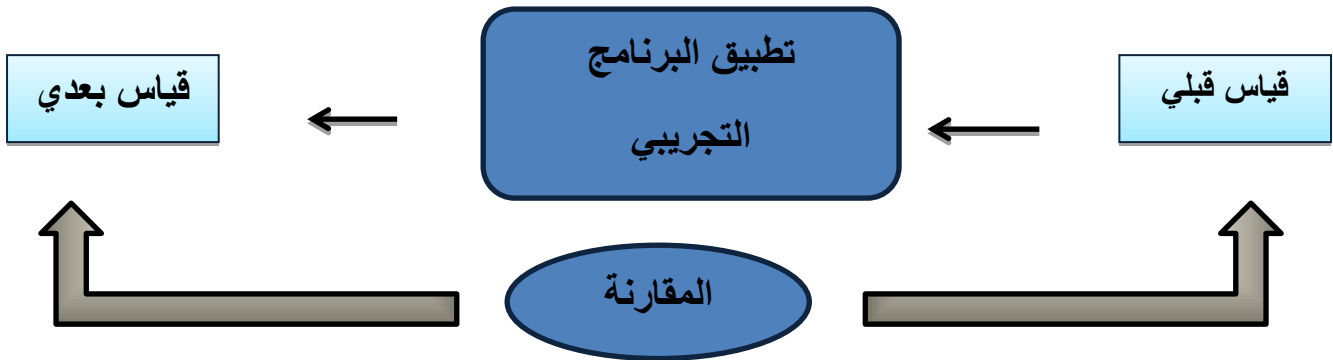 قياس قبلي
تطبيق البرنامج
التجريبي
قياس بعدي
المقارنة